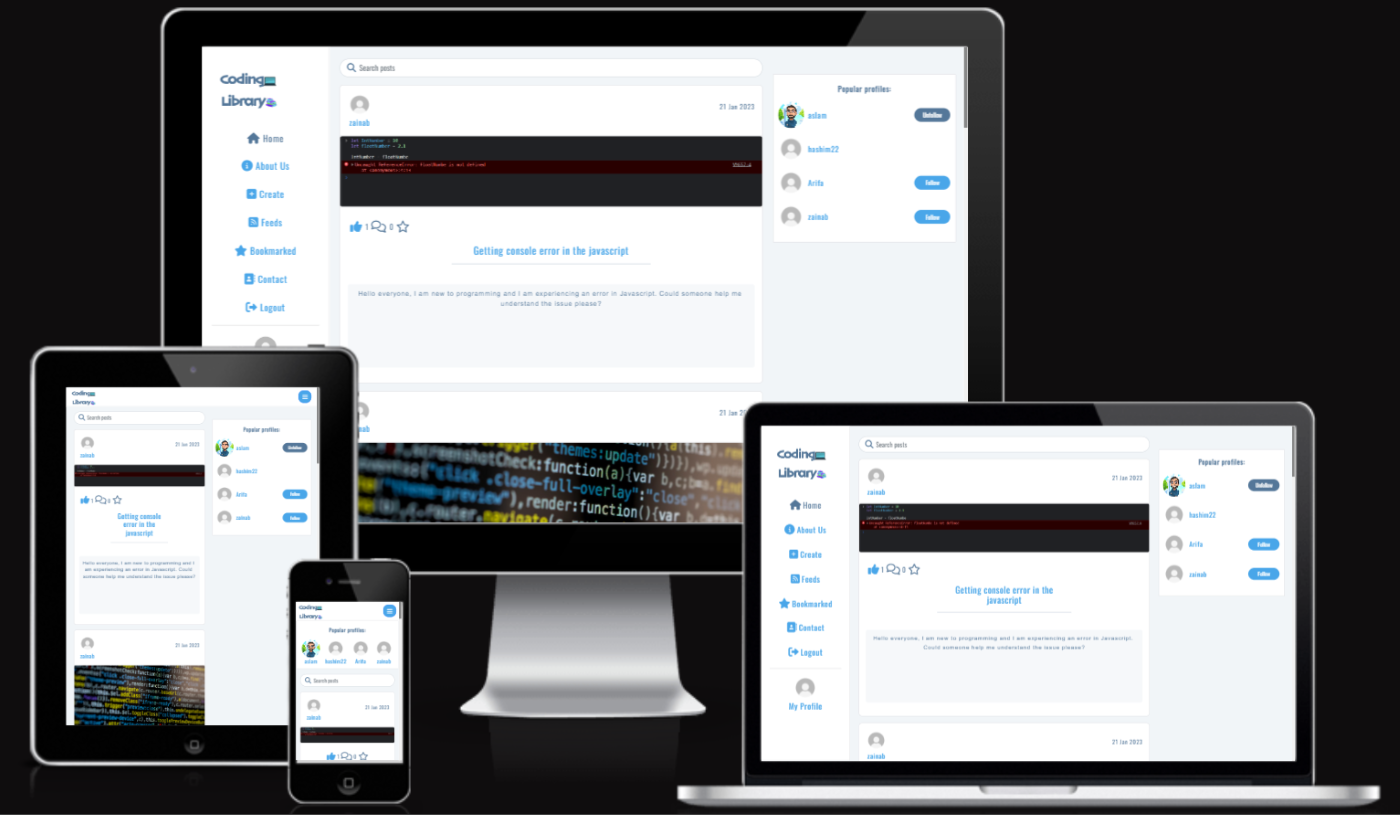 Coding
Library
Home
About Us
Create
Feeds
Bookmarked
Contact
Logout
Search posts
zainab
21 Jan 2023
1 0
Getting console error in the javascript
Hello everyone, I am new to programming and I am experiencing an error in Javascript. Could someone help me
understand the issue please?
21 Jan
Popular profiles:
aslam Unfollow
hashim22
Arifa Follow
zainab Follow
"themes:update"
eenshotCheck:function(a){var b,
"click .close-full-overlay":"close",
eme-preview"),render:function(){var
Coding
Library
Search posts
zainab
21 Jan 2023
1 0
Getting console
error in the
javascript
Hello everyone, I am new to programming and I
am experiencing an error in Javascript. Could
someone help me understand the issue please?
zainab
21 Jan 2023
Popular profiles:
aslam Unfollow
hashim22
Arifa Follow
zainab Follow
Coding
Library
Popular profiles:
aslam hashim22 Arifa zainab
Search posts
zainab
21 Jan 2023
1 0
Coding
Library
Home
About Us
Create
Feeds
Bookmarked
Contact
Logout
My Profile
Search posts
zainab
21 Jan 2023
1 0
Getting console error in the
javascript
Hello everyone, I am new to programming and I am experiencing an error in Javascript.
Could someone help me understand the issue please?
zainab
21 Jan 2023
Popular profiles:
aslam Unfollow
hashim22
Arifa Follow
zainab Follow